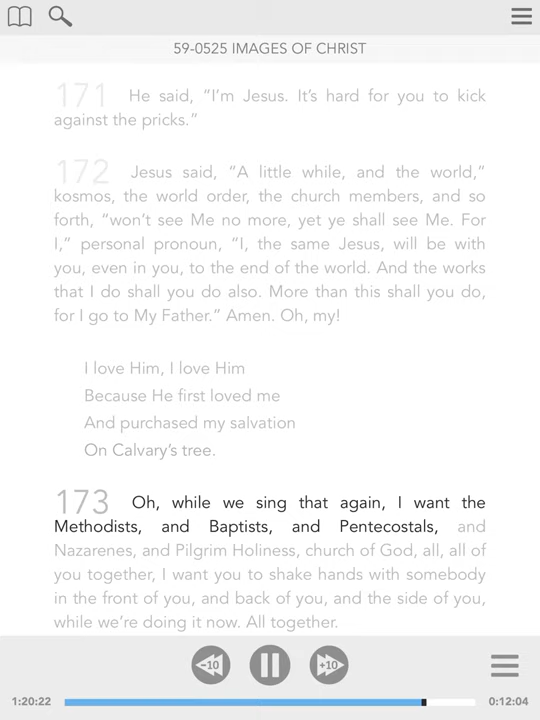 59-0525 IMAGES OF CHRIST
171 He said, “I’m Jesus. It’s hard for you to kick
against the pricks.”
172 Jesus said, “A little while, and the world,”
kosmos, the world order, the church members, and so
forth, “won’t see Me no more, yet ye shall see Me. For
I,” personal pronoun, “I, the same Jesus, will be with
you, even in you, to the end of the world. And the works
that I do shall you do also. More than this shall you do,
for I go to My Father.” Amen. Oh, my!
I love Him, I love Him
Because He first loved me
And purchased my salvation
On Calvary’s tree.
173 Oh, while we sing that again, I want the
Methodists, and Baptists, and Pentecostals, and
Nazarenes, and Pilgrim Holiness, church of God, all, all of
you together, I want you to shake hands with somebody
in the front of you, and back of you, and the side of you,
while we’re doing it now. All together.
-10 +10
1:20:22 0:12:04